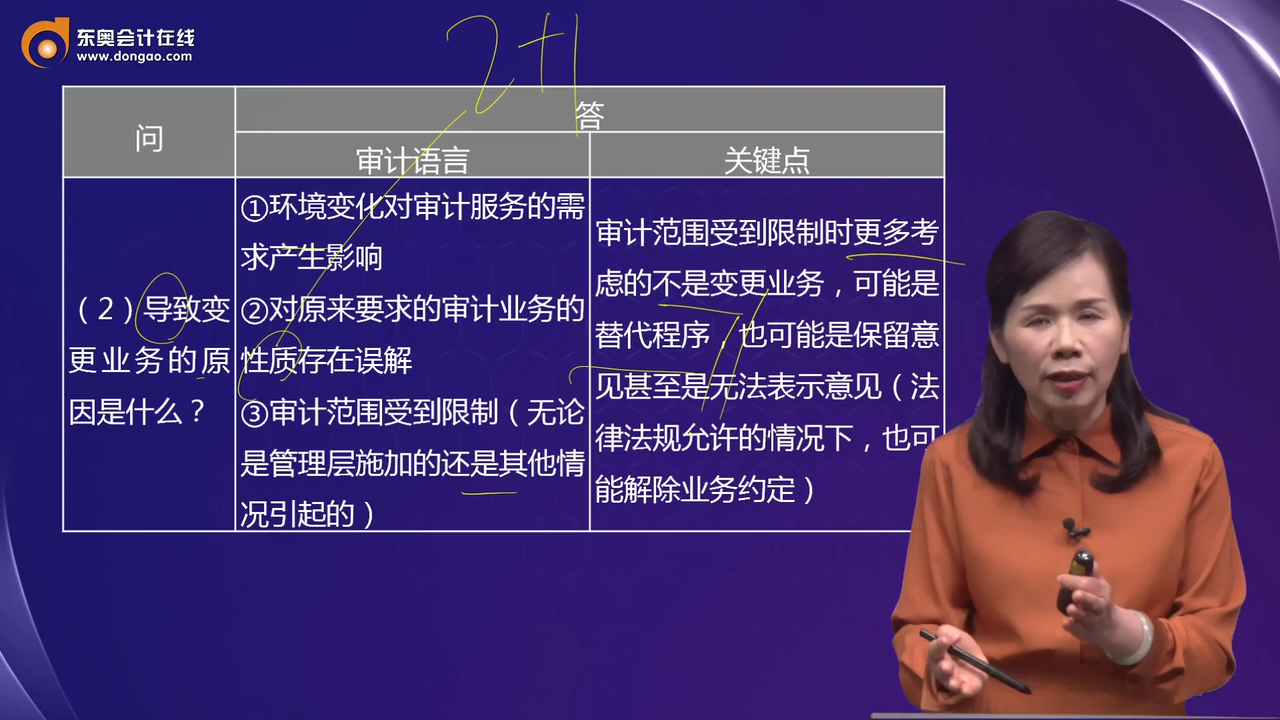 东奥会计在线
www.dongao.com
2+1
问
答
审计语言
关键点
（2）导致变
更业务的原
因是什么？
①环境变化对审计服务的需
求产生影响
②对原来要求的审计业务的
性质存在误解
③审计范围受到限制（无论
是管理层施加的还是其他情
况引起的）
审计范围受到限制时更多考
虑的不是变更业务，可能是
替代程序，也可能是保留意
见甚至是无法表示意见（法
律法规允许的情况下，也可
能解除业务约定）